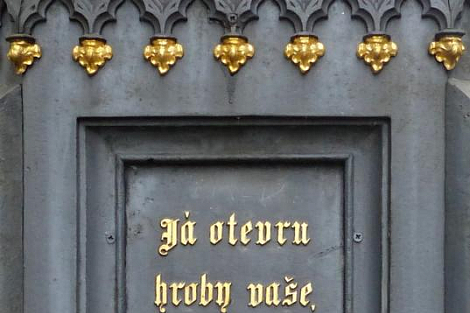 Já otevru
hroby vaše,